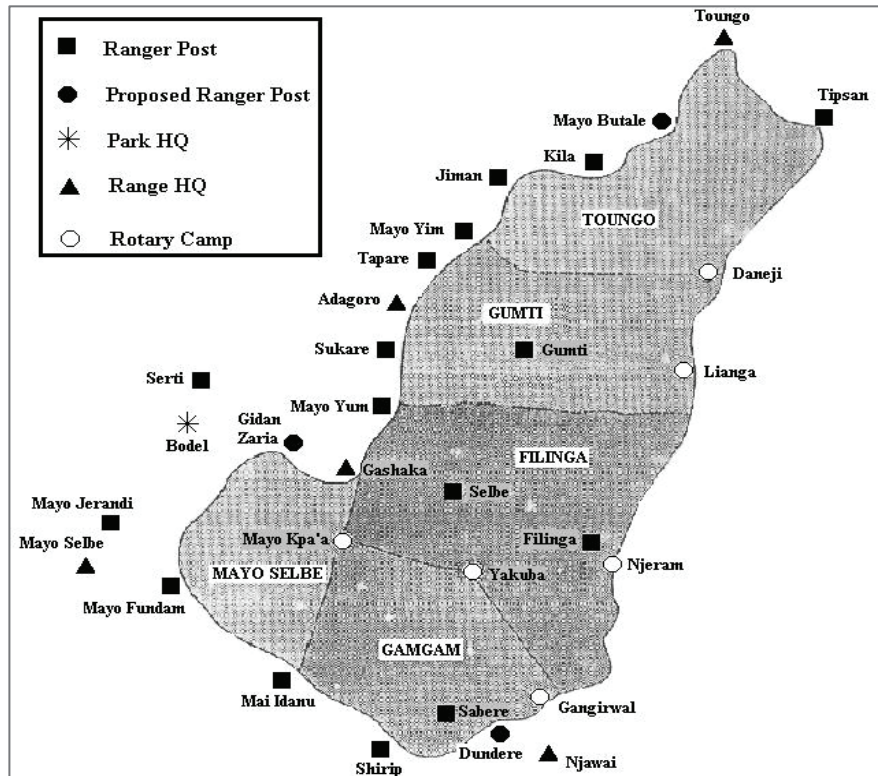 Ranger Post
Proposed Ranger Post
Park HQ
Range HQ
Rotary Camp
Toungo
Tipsan
Mayo Butale
Kila
Jiman
TOUNGO
Mayo Yim
Tapare
Daneji
Adagoro
GUMTI
Sukare
Gumti
Lianga
Serti
Mayo Yum
Gidan
Zaria
Bodel
FILINGA
Gashaka
Selbe
Mayo Jerandi
Mayo Selbe
Mayo Kpa'a
Filinga
Njeram
MAYO SELBE
Yakuba
Mayo Fundam
GAMGAM
Mai Idanu
Gangirwal
Sabere
Dundere
Njawai
Shirip